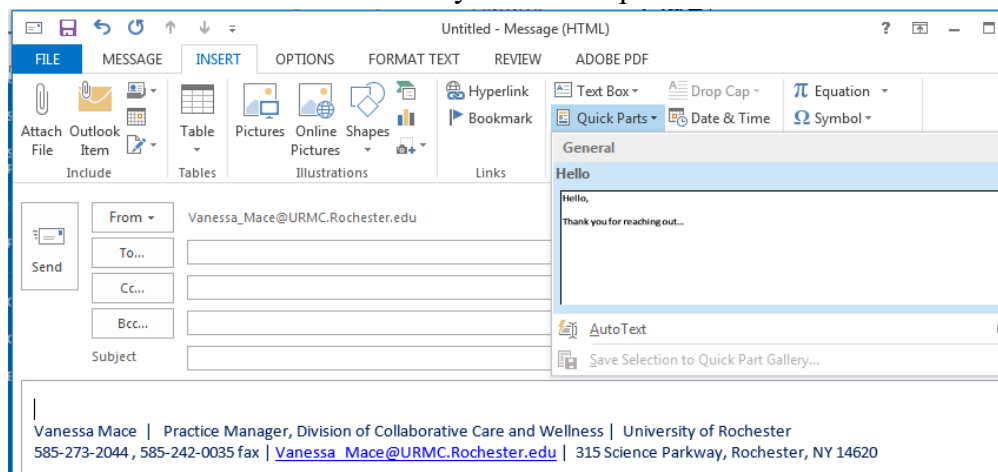 Untitled - Message (HTML)
FILE MESSAGE INSERT OPTIONS FORMAT TEXT REVIEW ADOBE PDF
Attach File
Outlook Item
Include
Table
Tables
Pictures
Online Pictures
Shapes
Illustrations
Hyperlink
Bookmark
Links
Text Box
Quick Parts
Drop Cap
Date & Time
π Equation
Ω Symbol
General
Hello
Hello,
Thank you for reaching out...
AutoText
Save Selection to Quick Part Gallery...
Send
From Vanessa_Mace@URMC.Rochester.edu
To...
Cc...
Bcc...
Subject
Vanessa Mace | Practice Manager, Division of Collaborative Care and Wellness | University of Rochester
585-273-2044 , 585-242-0035 fax | Vanessa_Mace@URMC.Rochester.edu | 315 Science Parkway, Rochester, NY 14620